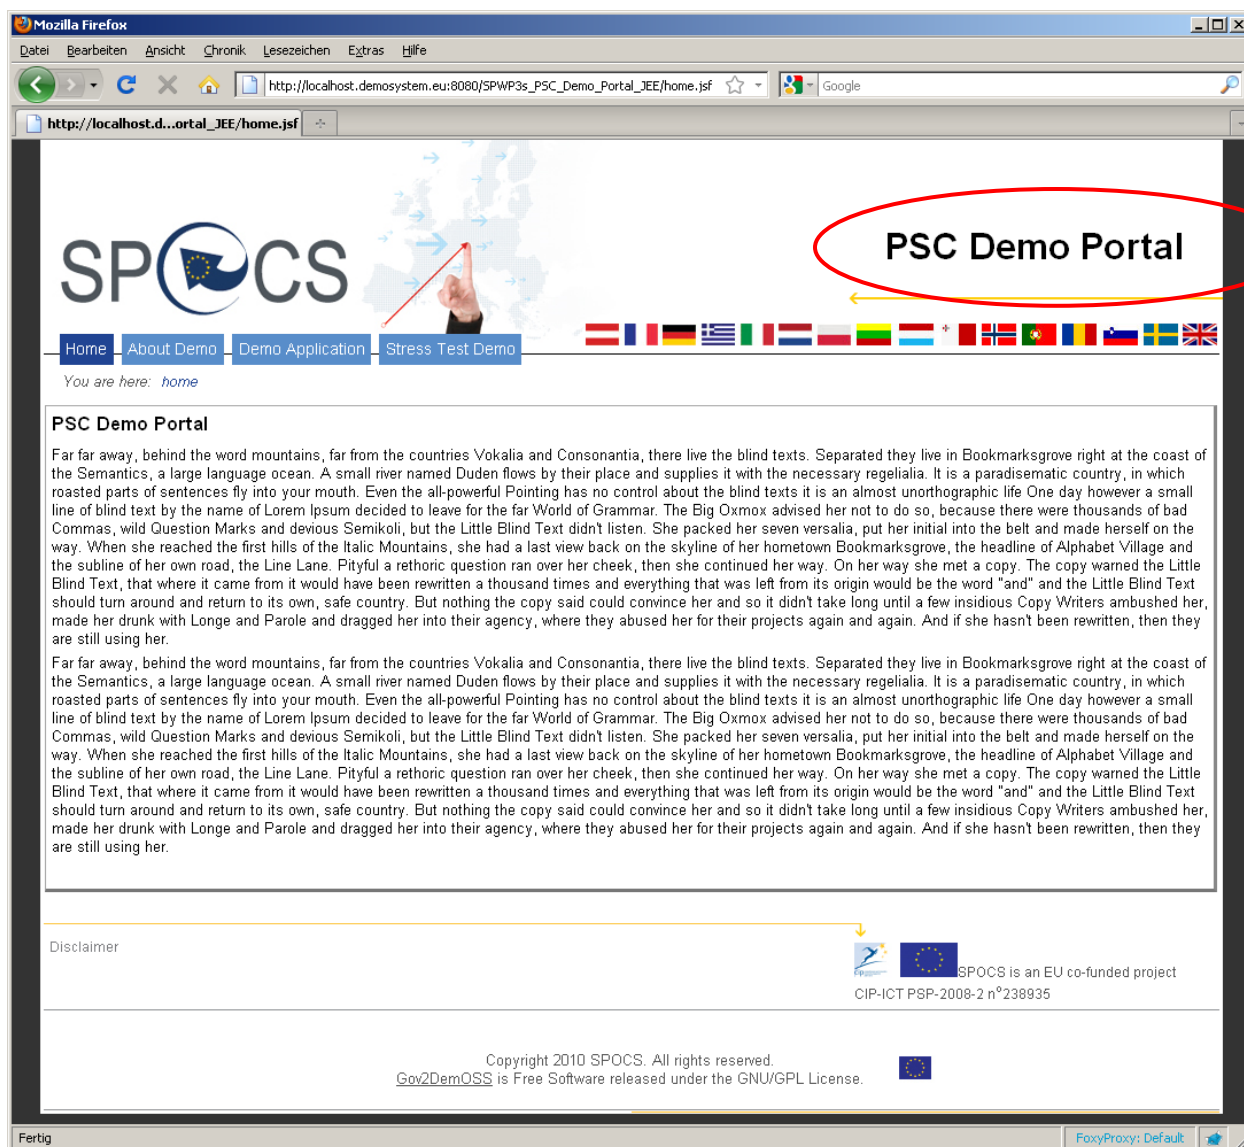 Mozilla Firefox
Datei Bearbeiten Ansicht Chronik Lesezeichen Extras Hilfe
http://localhost.demosystem.eu:8080/SPWP3s_PSC_Demo_Portal_JEE/home.jsf
Google
http://localhost.d...ortal_JEE/home.jsf
SPOCS
PSC Demo Portal
Home About Demo Demo Application Stress Test Demo
You are here: home
PSC Demo Portal
Far far away, behind the word mountains, far from the countries Vokalia and Consonantia, there live the blind texts. Separated they live in Bookmarksgrove right at the coast of
the Semantics, a large language ocean. A small river named Duden flows by their place and supplies it with the necessary regelialia. It is a paradisematic country, in which
roasted parts of sentences fly into your mouth. Even the all-powerful Pointing has no control about the blind texts it is an almost unorthographic life One day however a small
line of blind text by the name of Lorem Ipsum decided to leave for the far World of Grammar. The Big Oxmox advised her not to do so, because there were thousands of bad
Commas, wild Question Marks and devious Semikoli, but the Little Blind Text didn't listen. She packed her seven versalia, put her initial into the belt and made herself on the
way. When she reached the first hills of the Italic Mountains, she had a last view back on the skyline of her hometown Bookmarksgrove, the headline of Alphabet Village and
the subline of her own road, the Line Lane. Pityful a rethoric question ran over her cheek, then she continued her way. On her way she met a copy. The copy warned the Little
Blind Text, that where it came from it would have been rewritten a thousand times and everything that was left from its origin would be the word "and" and the Little Blind Text
should turn around and return to its own, safe country. But nothing the copy said could convince her and so it didn't take long until a few insidious Copy Writers ambushed her,
made her drunk with Longe and Parole and dragged her into their agency, where they abused her for their projects again and again. And if she hasn't been rewritten, then they
are still using her.
Far far away, behind the word mountains, far from the countries Vokalia and Consonantia, there live the blind texts. Separated they live in Bookmarksgrove right at the coast of
the Semantics, a large language ocean. A small river named Duden flows by their place and supplies it with the necessary regelialia. It is a paradisematic country, in which
roasted parts of sentences fly into your mouth. Even the all-powerful Pointing has no control about the blind texts it is an almost unorthographic life One day however a small
line of blind text by the name of Lorem Ipsum decided to leave for the far World of Grammar. The Big Oxmox advised her not to do so, because there were thousands of bad
Commas, wild Question Marks and devious Semikoli, but the Little Blind Text didn't listen. She packed her seven versalia, put her initial into the belt and made herself on the
way. When she reached the first hills of the Italic Mountains, she had a last view back on the skyline of her hometown Bookmarksgrove, the headline of Alphabet Village and
the subline of her own road, the Line Lane. Pityful a rethoric question ran over her cheek, then she continued her way. On her way she met a copy. The copy warned the Little
Blind Text, that where it came from it would have been rewritten a thousand times and everything that was left from its origin would be the word "and" and the Little Blind Text
should turn around and return to its own, safe country. But nothing the copy said could convince her and so it didn't take long until a few insidious Copy Writers ambushed her,
made her drunk with Longe and Parole and dragged her into their agency, where they abused her for their projects again and again. And if she hasn't been rewritten, then they
are still using her.
Disclaimer
SPOCS is an EU co-funded project
CIP-ICT PSP-2008-2 n°238935
Copyright 2010 SPOCS. All rights reserved.
Gov2DemOSS is Free Software released under the GNU/GPL License.
Fertig
FoxyProxy: Default